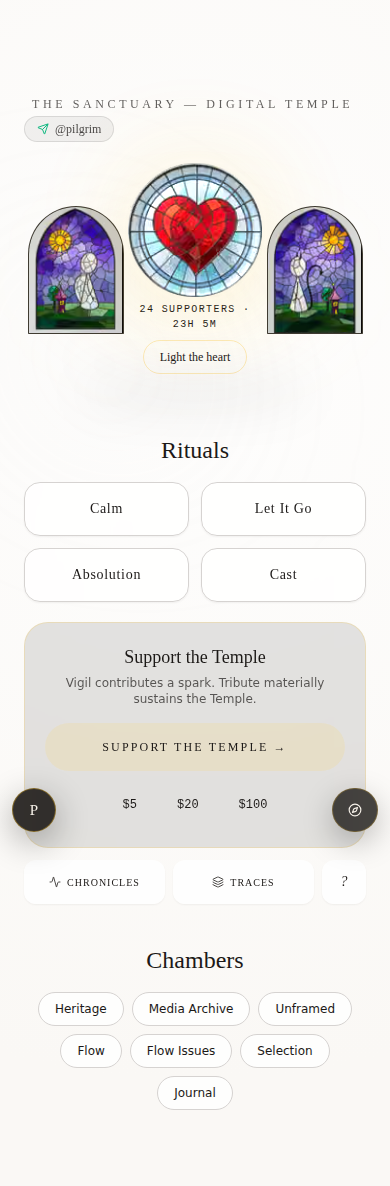 THE SANCTUARY — DIGITAL TEMPLE
@pilgrim
24 SUPPORTERS ·
23H 5M
Light the heart
Rituals
Calm
Let It Go
Absolution
Cast
Support the Temple
Vigil contributes a spark. Tribute materially
sustains the Temple.
SUPPORT THE TEMPLE →
$5
$20
$100
P
CHRONICLES
TRACES
?
Chambers
Heritage
Media Archive
Unframed
Flow
Flow Issues
Selection
Journal